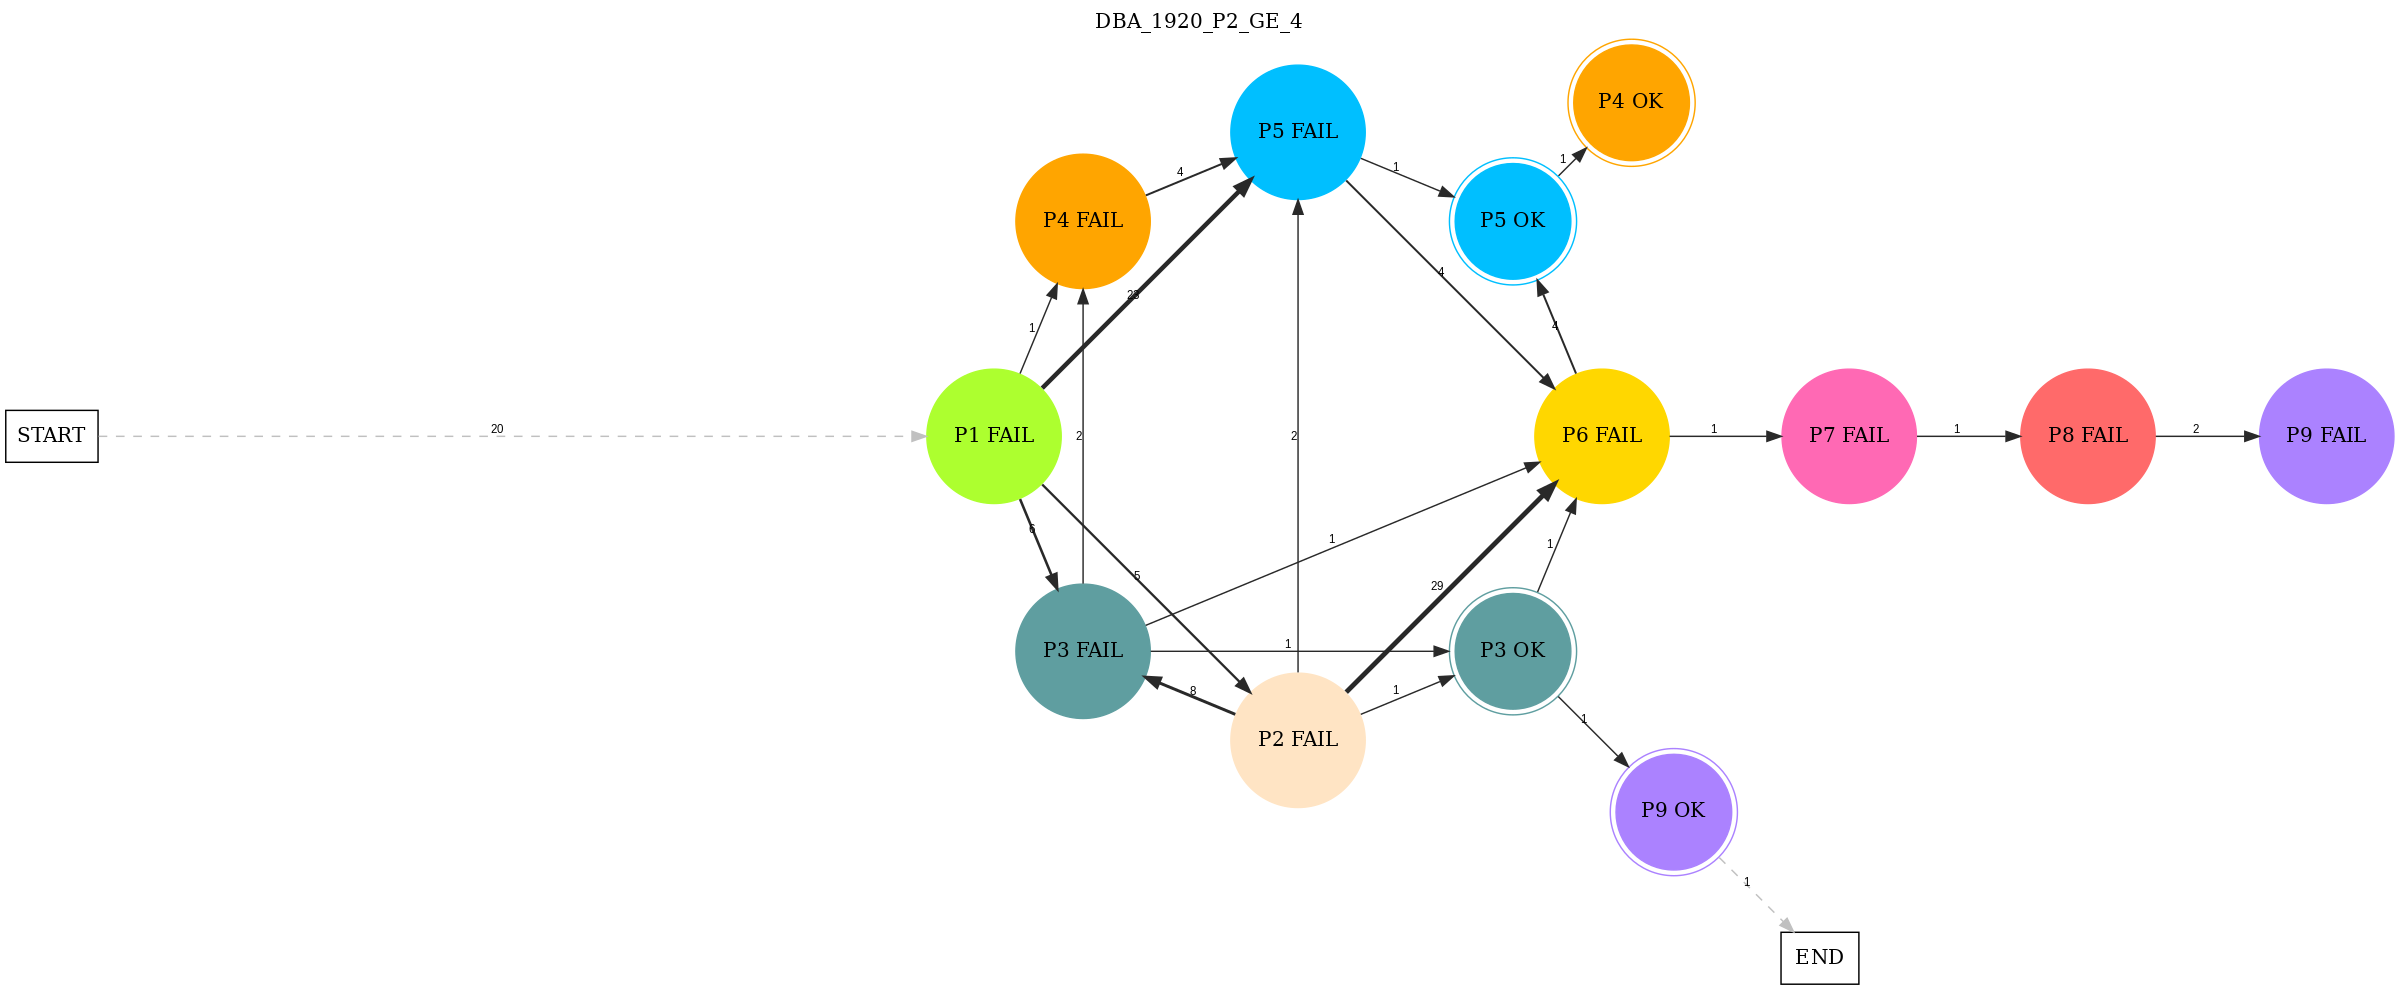 DBA_1920_P2_GE_4
P4 OK
P5 FAIL
1
1
4
P5 OK
P4 FAIL
4
1
4
2
2
START
20
P1 FAIL
P6 FAIL
1
P7 FAIL
1
P8 FAIL
2
P9 FAIL
6
1
1
5
29
1
P3 FAIL
P3 OK
8
1
1
P2 FAIL
P9 OK
1
END